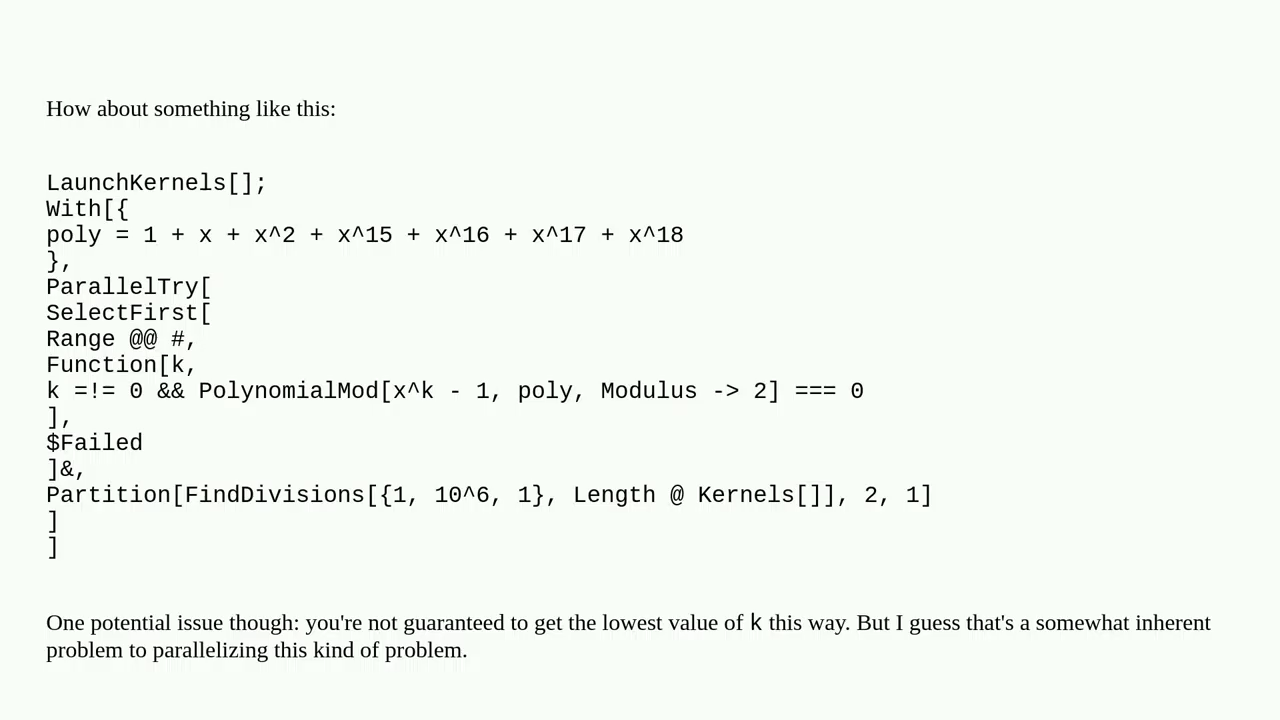 How about something like this:
LaunchKernels[];
With[{
poly = 1 + x + x^2 + x^15 + x^16 + x^17 + x^18
},
ParallelTry[
SelectFirst[
Range @@ #,
Function[k,
k =!= 0 && PolynomialMod[x^k - 1, poly, Modulus -> 2] === 0
],
$Failed
]&,
Partition[FindDivisions[{1, 10^6, 1}, Length @ Kernels[]], 2, 1]
]
]
One potential issue though: you're not guaranteed to get the lowest value of k this way. But I guess that's a somewhat inherent
problem to parallelizing this kind of problem.